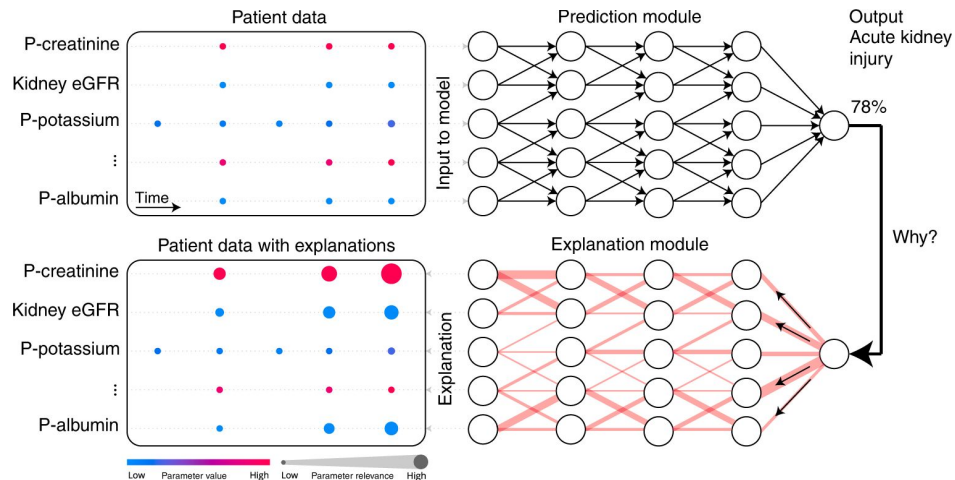 Patient data
Prediction module
Output
Acute kidney
injury
P-creatinine
Kidney eGFR
P-potassium
...
P-albumin
Time
Input to model
78%
Why?
Patient data with explanations
Explanation module
P-creatinine
Kidney eGFR
P-potassium
...
P-albumin
Explanation
Low Parameter value High
Low Parameter relevance High